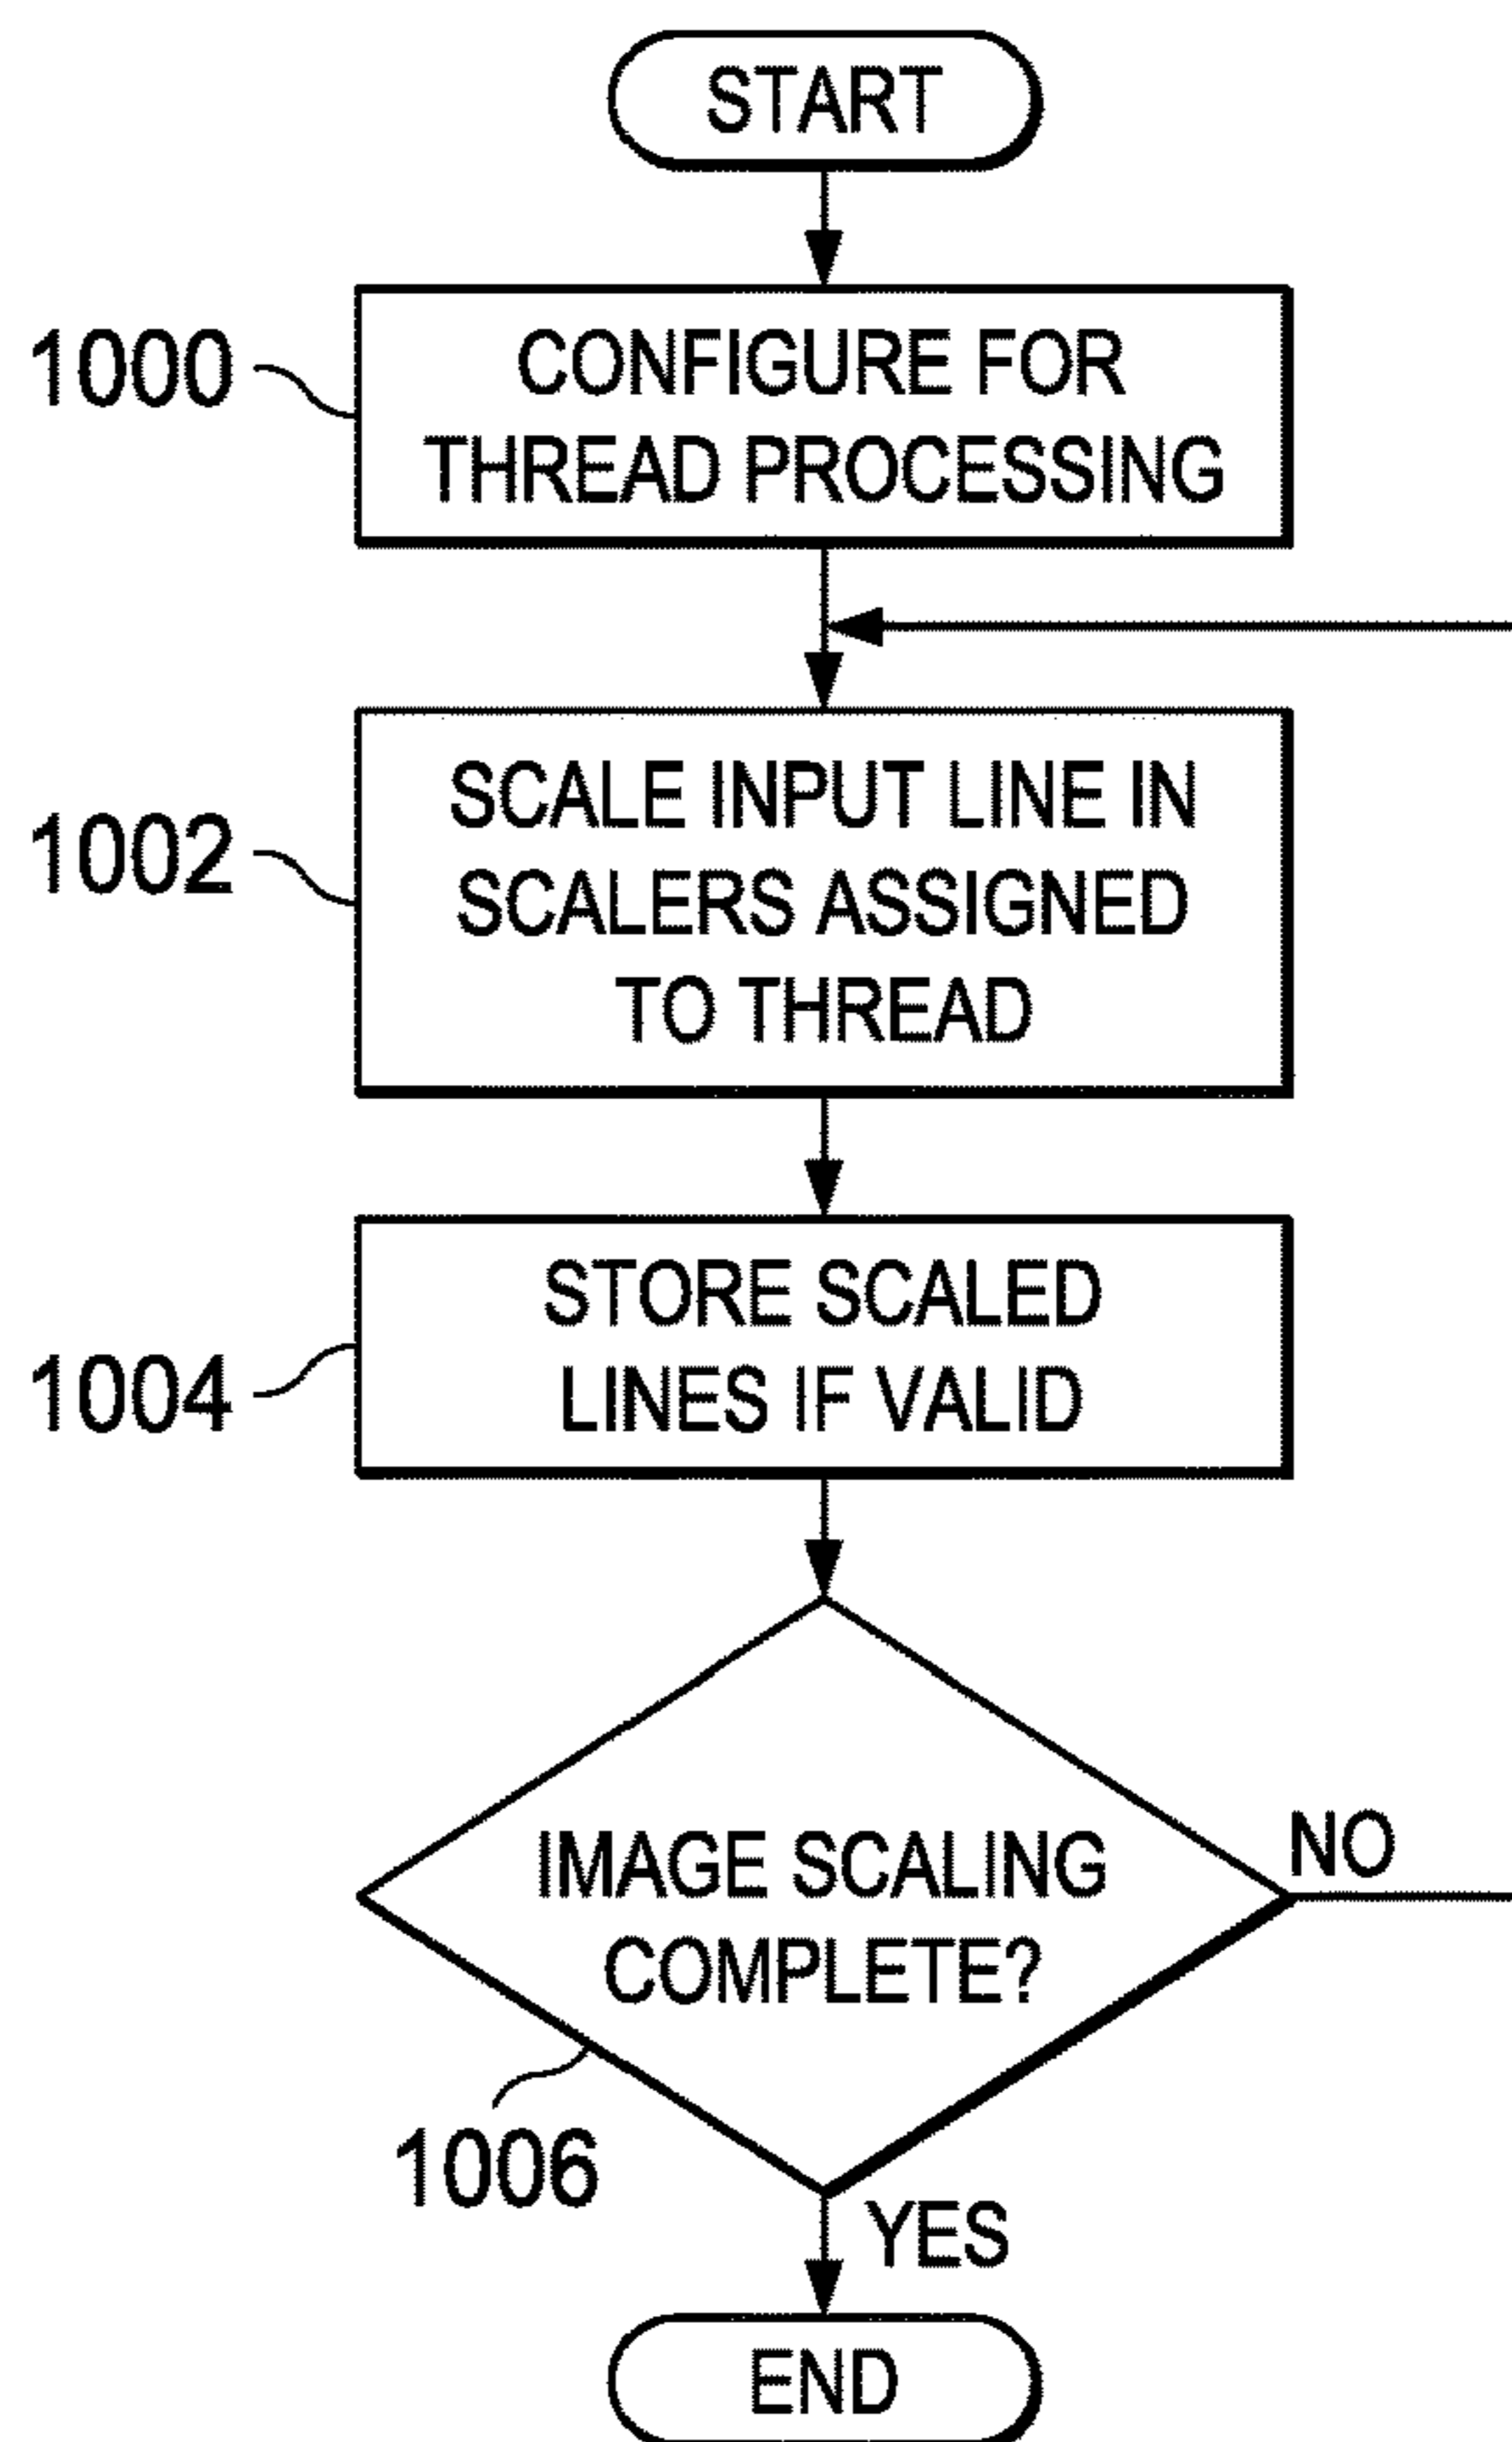 START
1000
CONFIGURE FOR
THREAD PROCESSING
1002
SCALE INPUT LINE IN
SCALERS ASSIGNED
TO THREAD
1004
STORE SCALED
LINES IF VALID
IMAGE SCALING
COMPLETE?
NO
1006
YES
END